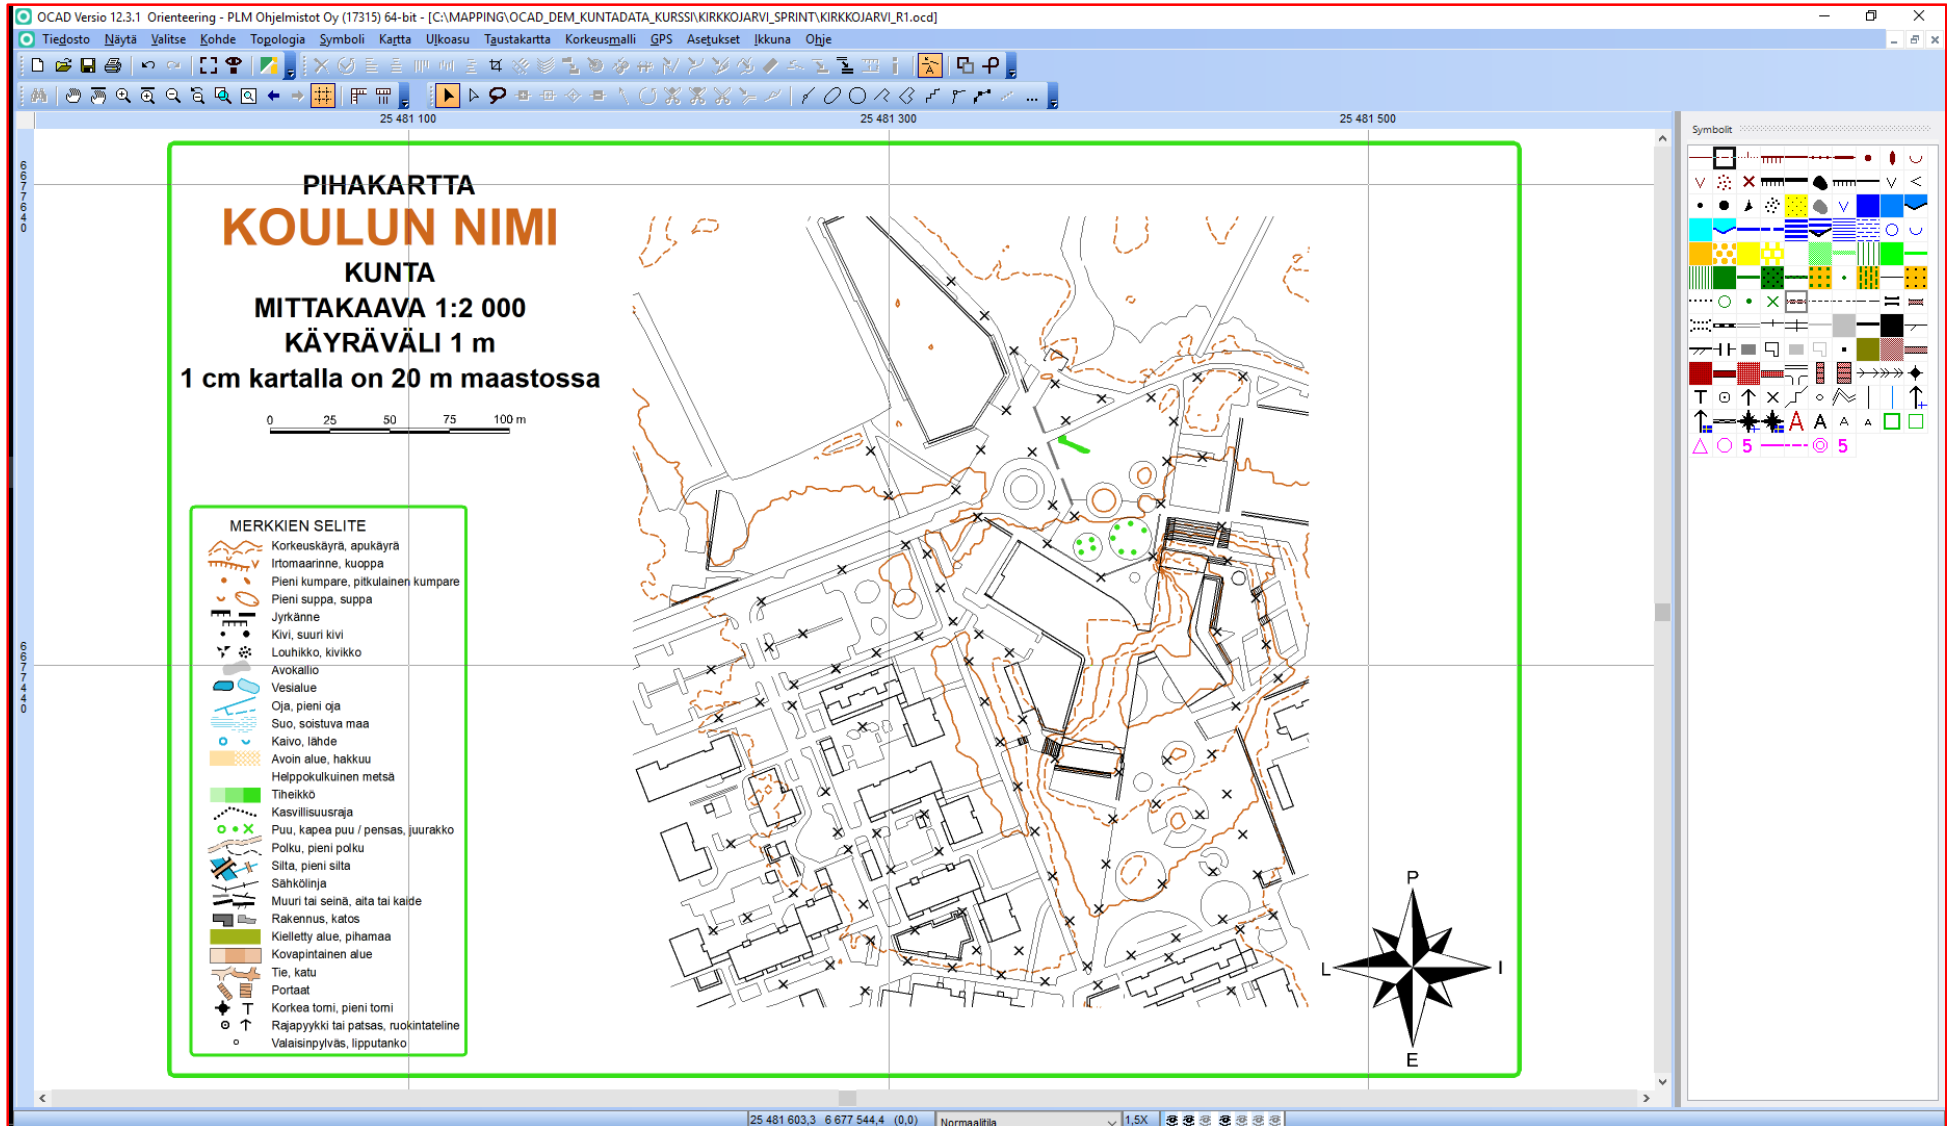 OCAD Versio 12.3.1 Orienteering - PLM Ohjelmistot Oy (17315) 64-bit - [C:\MAPPING\OCAD_DEM_KUNTADATA_KURSSI\KIRKKOJARVI_SPRINT\KIRKKOJARVI_R1.ocd]
Tiedosto Näytä Valitse Kohde Topologia Symboli Kartta Ulkoasu Taustakartta Korkeusmalli GPS Asetukset Ikkuna Ohje
25 481 100 25 481 300 25 481 500
Symbolit
6677640
PIHAKARTTA
KOULUN NIMI
KUNTA
MITTAKAAVA 1:2 000
KÄYRÄVÄLI 1 m
1 cm kartalla on 20 m maastossa
0 25 50 75 100 m
6677440
MERKKIEN SELITE
Korkeuskäyrä, apukäyrä
Irtomaarinne, kuoppa
Pieni kumpare, pitkulainen kumpare
Pieni suppa, suppa
Jyrkänne
Kivi, suuri kivi
Louhikko, kivikko
Avokallio
Vesialue
Oja, pieni oja
Suo, soistuva maa
Kaivo, lähde
Avoin alue, hakkuu
Helppokulkuinen metsä
Tiheikkö
Kasvillisuusraja
Puu, kapea puu / pensas, juurakko
Polku, pieni polku
Silta, pieni silta
Sähkölinja
Muuri tai seinä, aita tai kaide
Rakennus, katos
Kielletty alue, pihamaa
Kovapintainen alue
Tie, katu
Portaat
Korkea torni, pieni torni
Rajapyykki tai patsas, ruokintateline
Valaisinpylväs, lipputanko
P
L I
E
25 481 603,3 6 677 544,4 (0,0) Normaalitila 1,5X